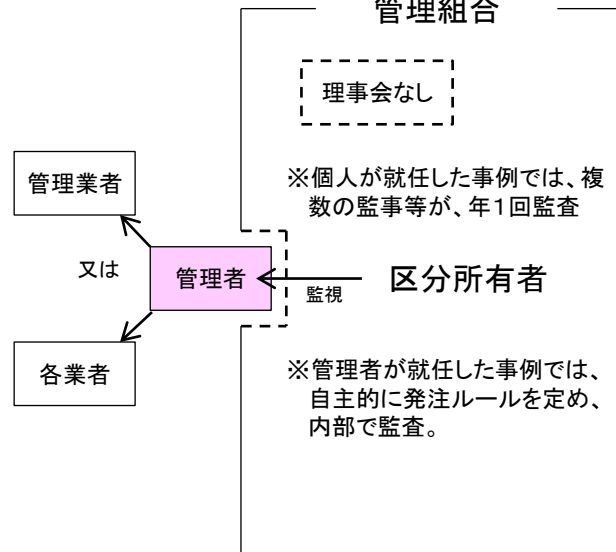 管理組合
理事会なし
※個人が就任した事例では、複
数の監事等が、年1回監査
管理業者
又は
管理者
監視
区分所有者
各業者
※管理者が就任した事例では、
自主的に発注ルールを定め、
内部で監査。